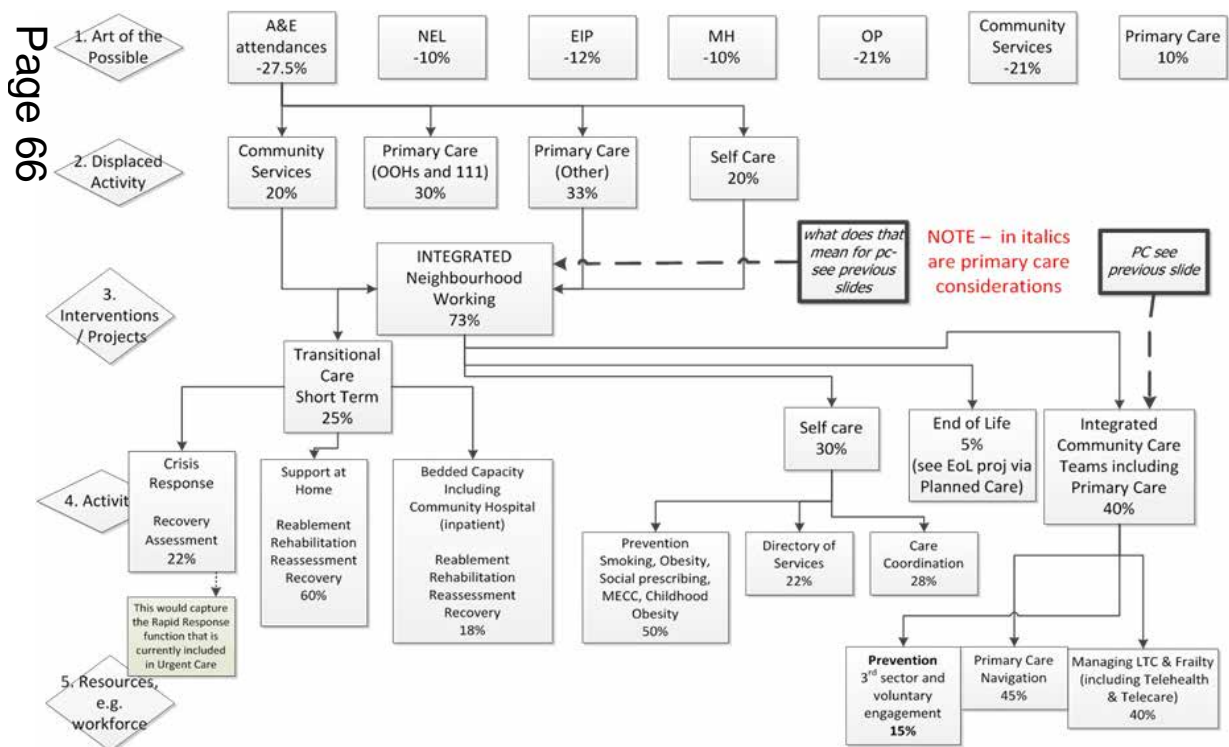 Page 66
1. Art of the
Possible
A&E
attendances
-27.5%
NEL
-10%
EIP
-12%
MH
-10%
OP
-21%
Community
Services
-21%
Primary Care
10%
2. Displaced
Activity
Community
Services
20%
Primary Care
(OOHs and 111)
30%
Primary Care
(Other)
33%
Self Care
20%
3.
Interventions
/ Projects
INTEGRATED
Neighbourhood
Working
73%
what does that
mean for pc-
see previous
slides
NOTE – in italics
are primary care
considerations
PC see
previous slide
Transitional
Care
Short Term
25%
Self care
30%
End of Life
5%
(see EoL proj via
Planned Care)
Integrated
Community Care
Teams including
Primary Care
40%
4. Activit
Crisis
Response
Recovery
Assessment
22%
Support at
Home
Reablement
Rehabilitation
Reassessment
Recovery
60%
Bedded Capacity
Including
Community Hospital
(inpatient)
Reablement
Rehabilitation
Reassessment
Recovery
18%
Prevention
Smoking, Obesity,
Social prescribing,
MECC, Childhood
Obesity
50%
Directory of
Services
22%
Care
Coordination
28%
This would capture
the Rapid Response
function that is
currently included
in Urgent Care
5. Resources,
e.g.
workforce
Prevention
3rd sector and
voluntary
engagement
15%
Primary Care
Navigation
45%
Managing LTC & Frailty
(including Telehealth
& Telecare)
40%